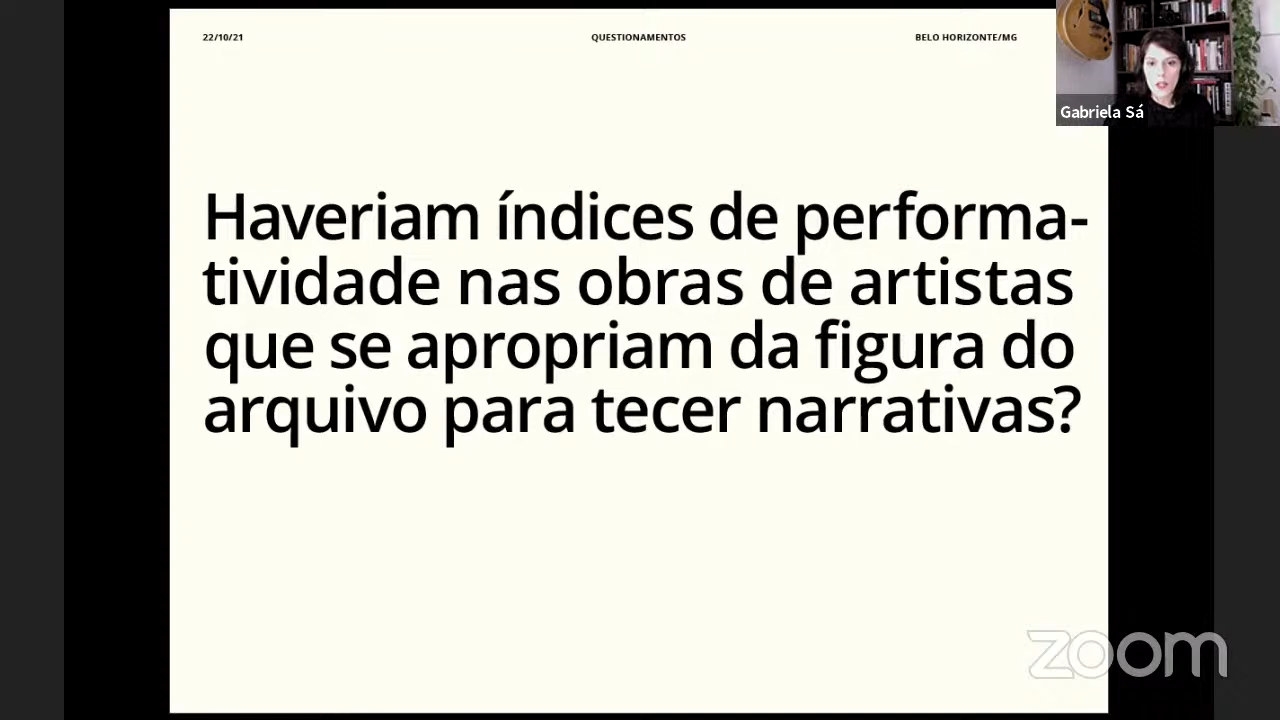 22/10/21
QUESTIONAMENTOS
BELO HORIZONTE/MG
Gabriela Sá
Haveriam índices de performa-
tividade nas obras de artistas
que se apropriam da figura do
arquivo para tecer narrativas?
zoom